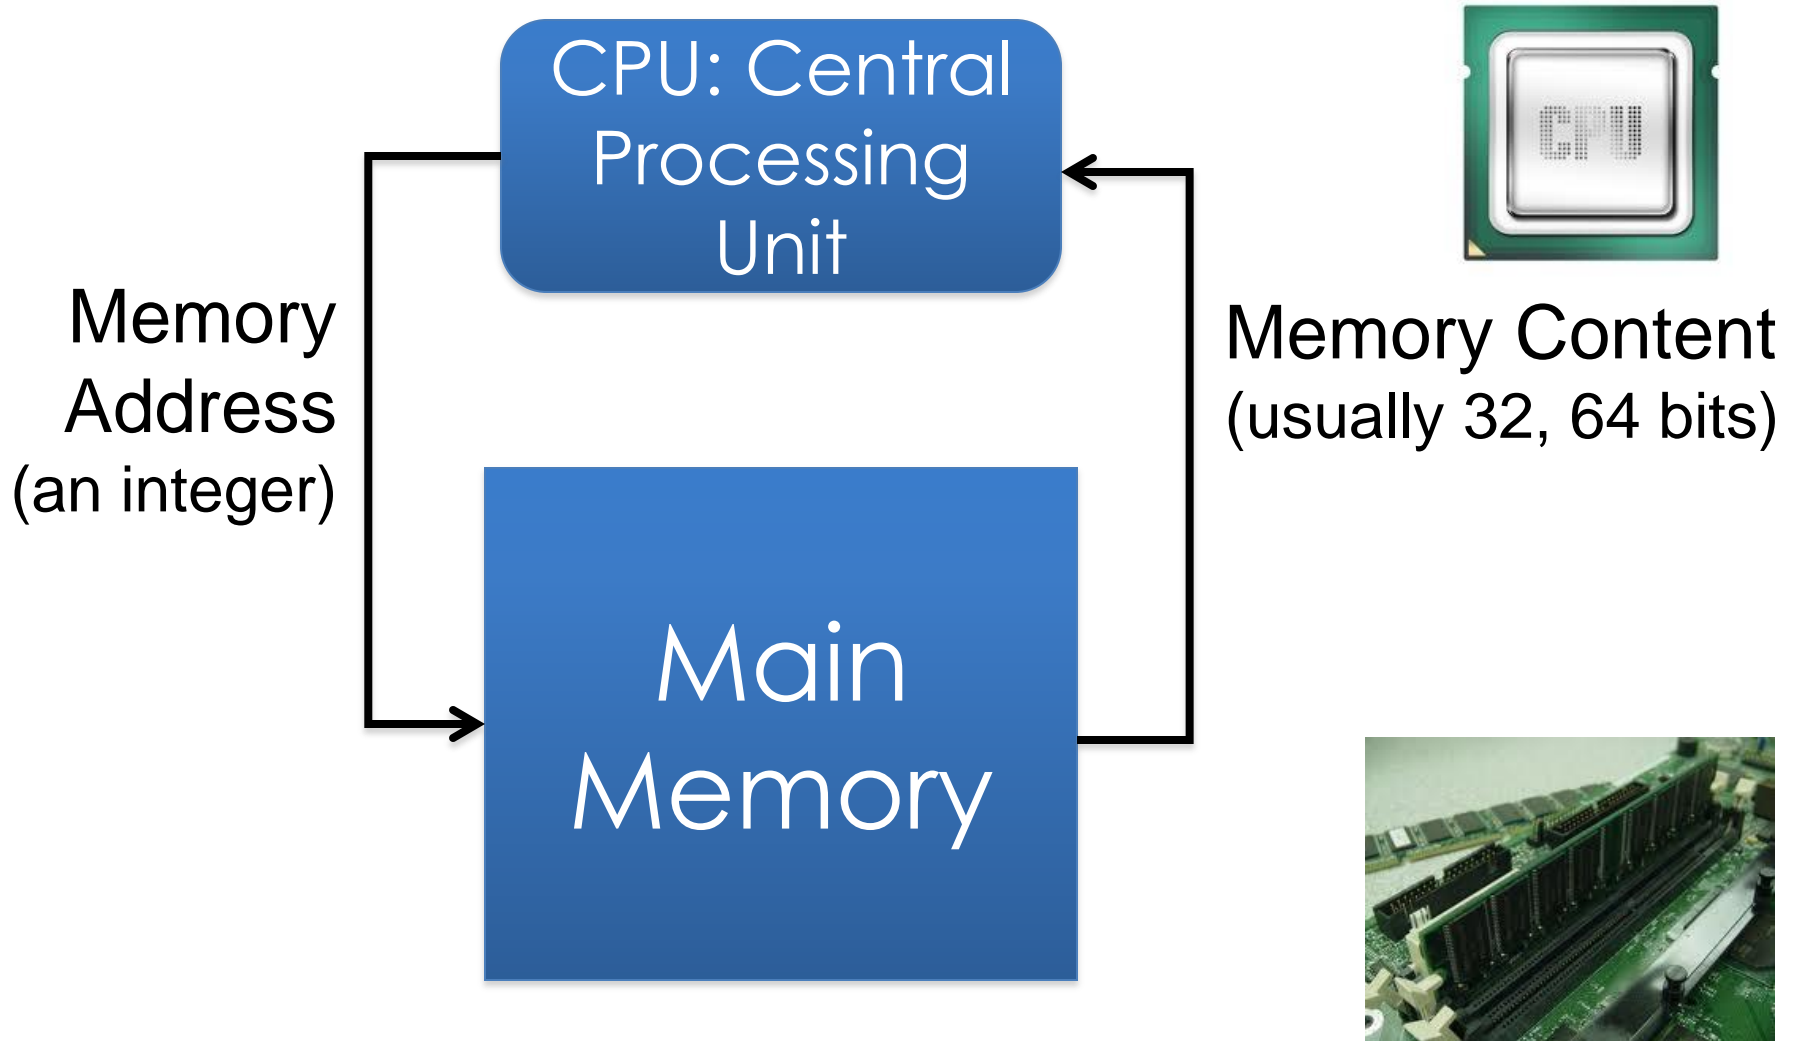 CPU: Central
Processing
Unit
CPU
Memory
Address
(an integer)
Memory Content
(usually 32, 64 bits)
Main
Memory